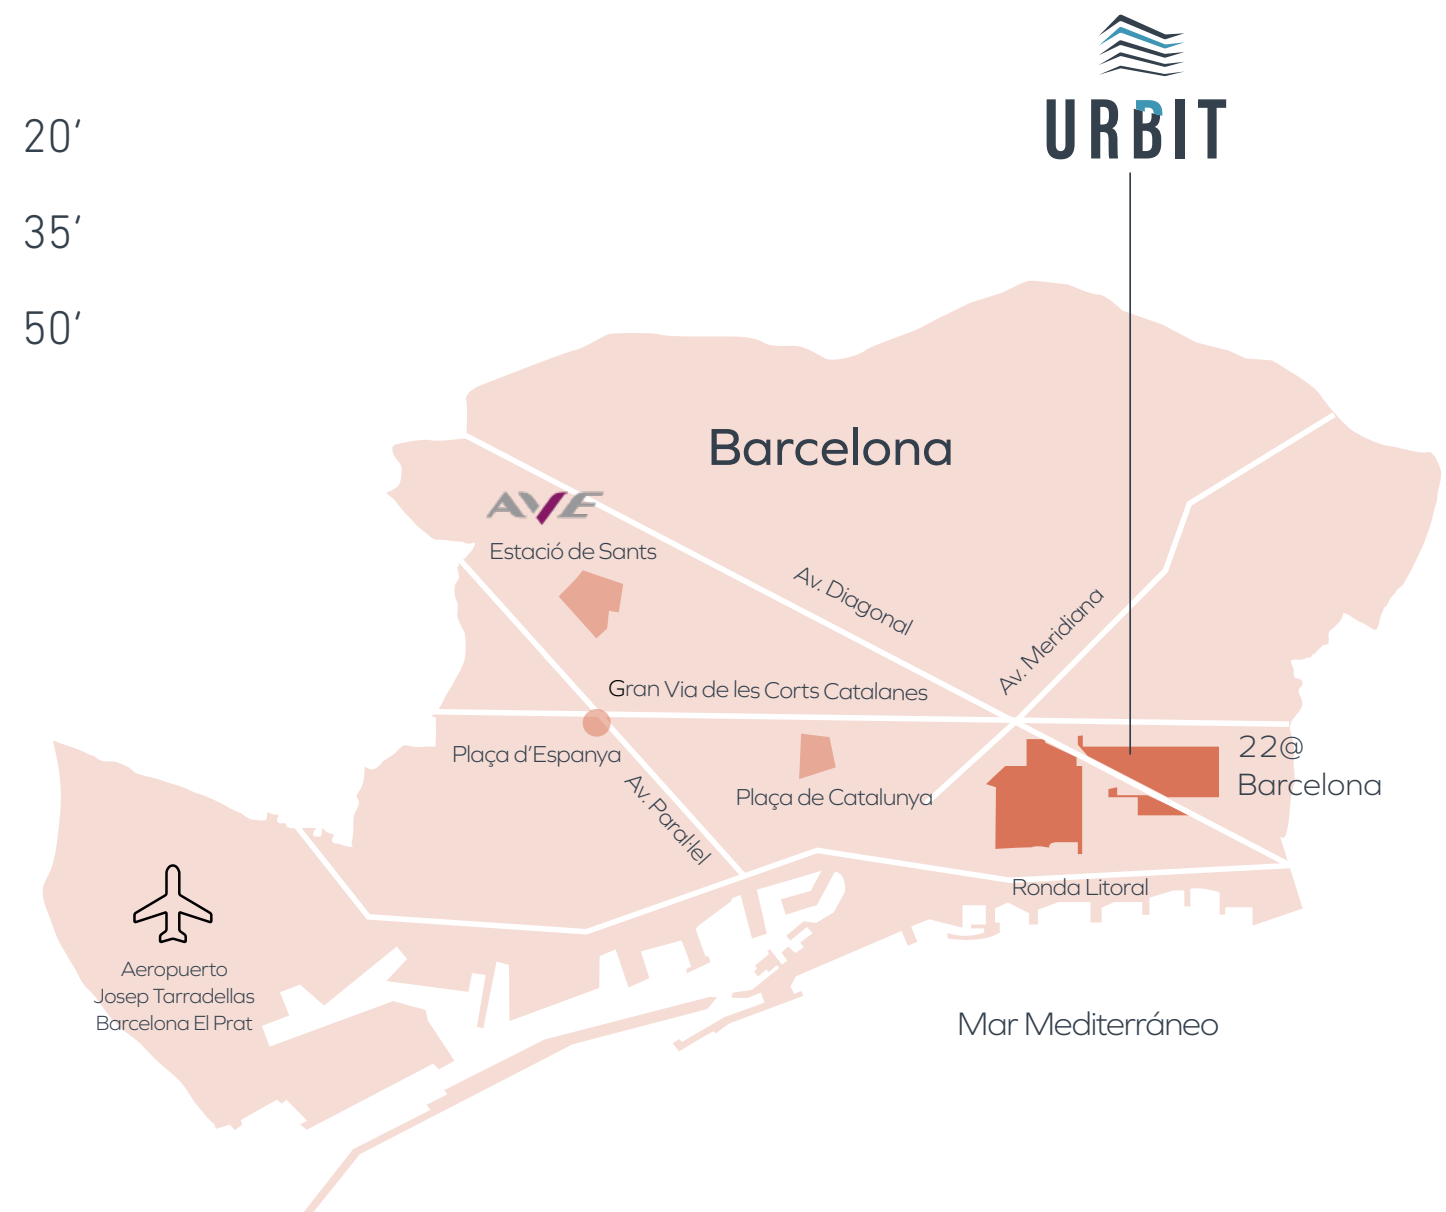 URBIT
20'
35'
50'
Barcelona
AVE
Estació de Sants
Av. Diagonal
Av. Meridiana
Gran Via de les Corts Catalanes
Plaça d'Espanya
Av. Paral·lel
Plaça de Catalunya
22@
Barcelona
Ronda Litoral
Aeropuerto
Josep Tarradellas
Barcelona El Prat
Mar Mediterráneo